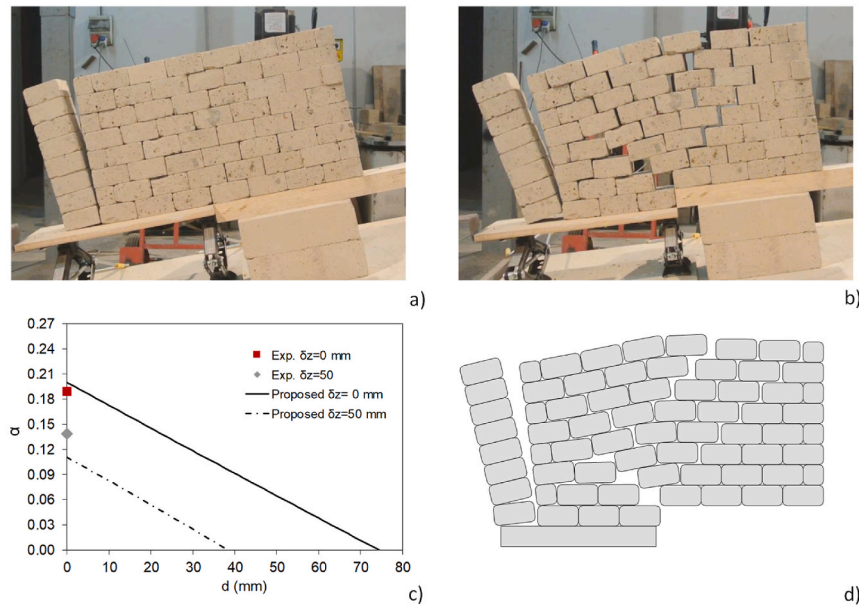 a)
b)
0.27
0.24
0.21
0.18
0.15
0.12
0.09
0.06
0.03
0.00
α
Exp. δz=0 mm
Exp. δz=50
Proposed δz= 0 mm
Proposed δz=50 mm
0 10 20 30 40 50 60 70 80
d (mm)
c)
d)